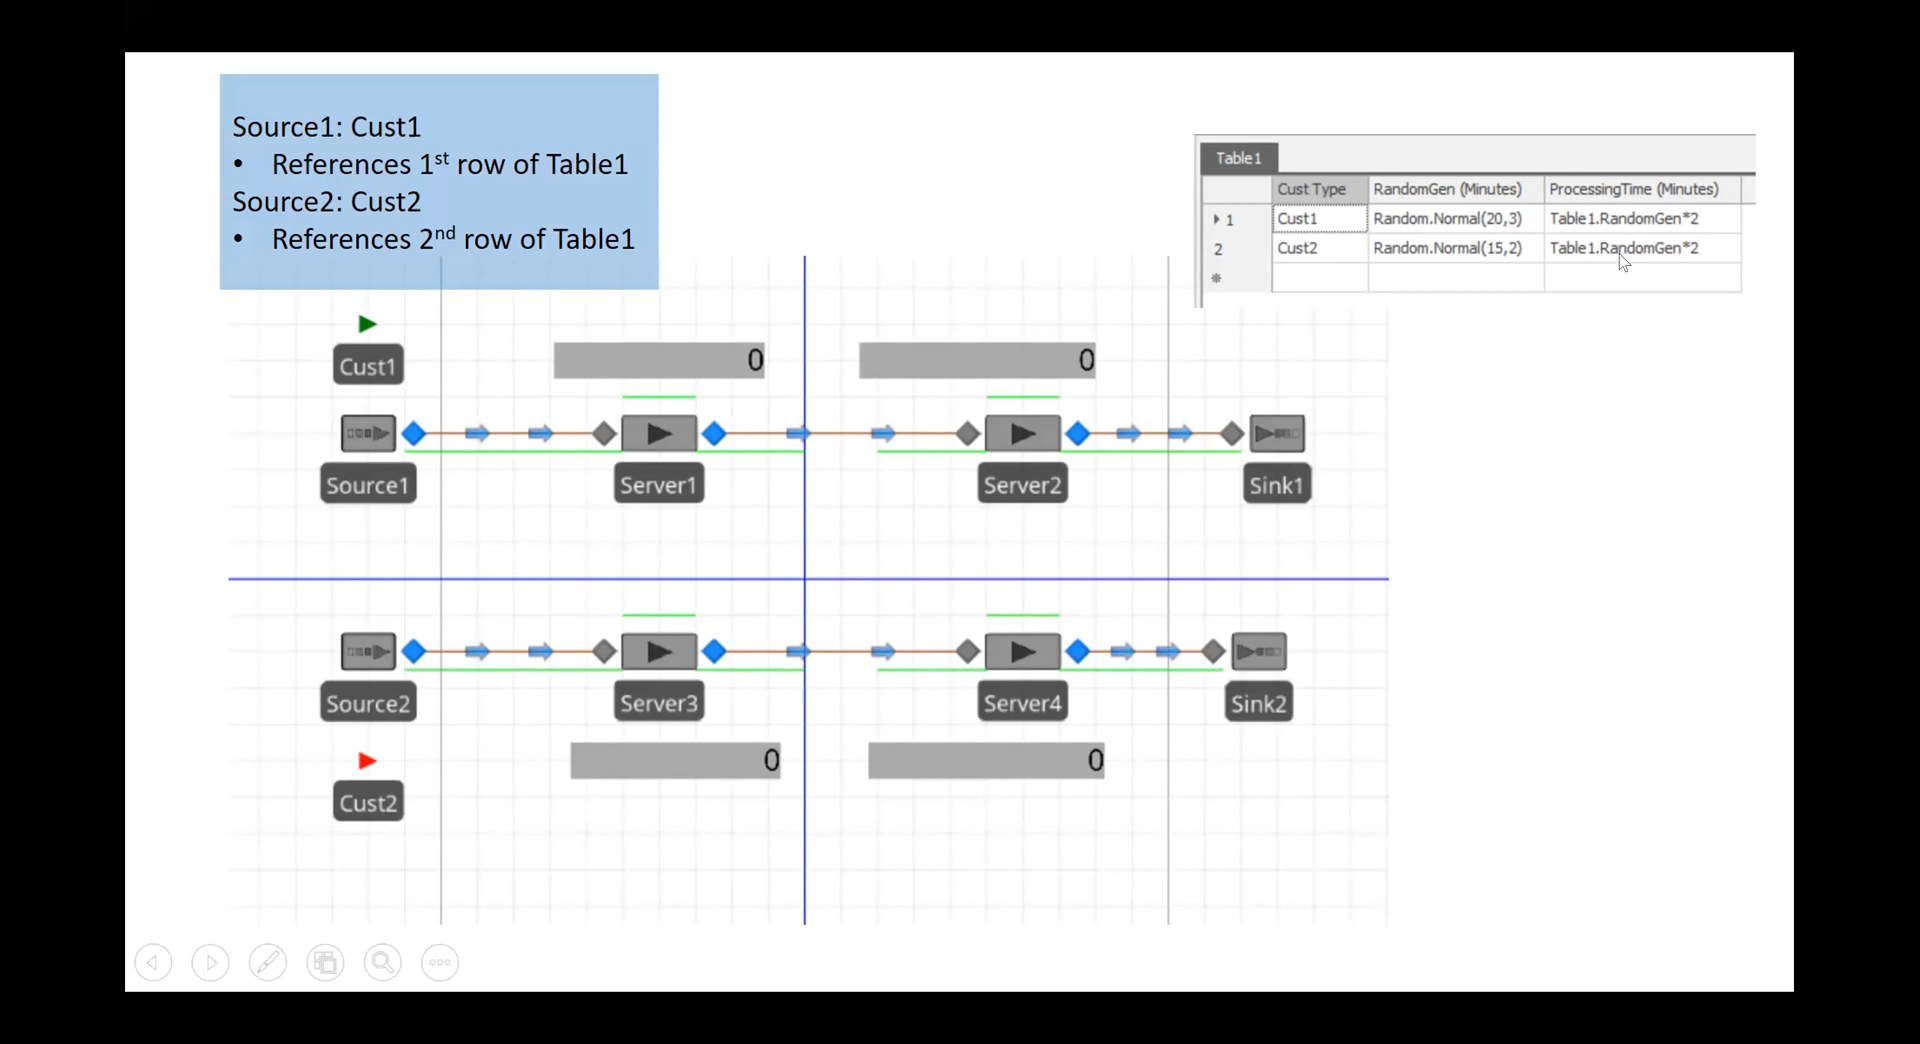 Source1: Cust1
• References 1st row of Table1
Source2: Cust2
• References 2nd row of Table1
Table1
Cust Type RandomGen (Minutes) ProcessingTime (Minutes)
1 Cust1 Random.Normal(20,3) Table1.RandomGen*2
2 Cust2 Random.Normal(15,2) Table1.RandomGen*2
Cust1
0 0
Source1 Server1 Server2 Sink1
Source2 Server3 Server4 Sink2
0 0
Cust2